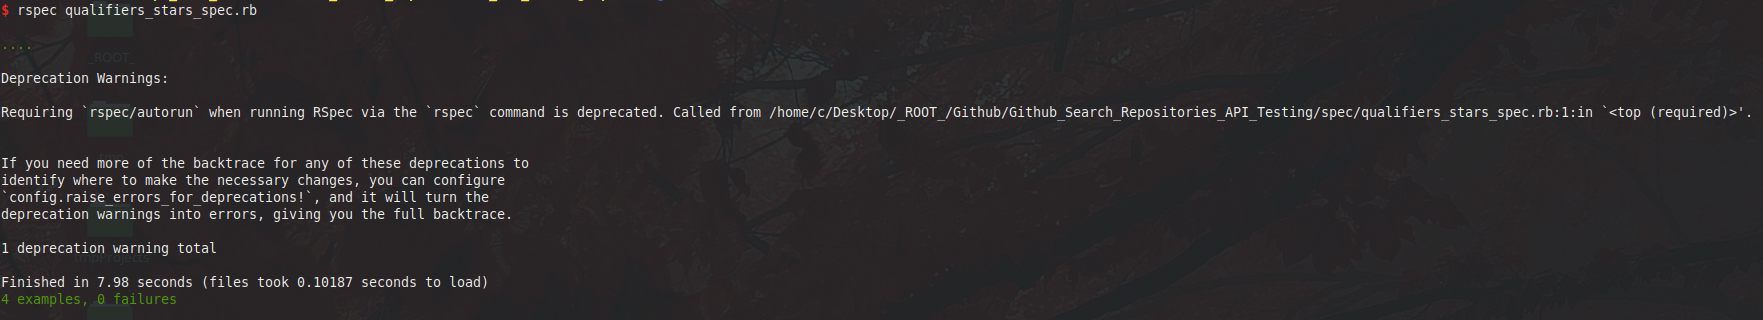 $ rspec qualifiers_stars_spec.rb
....
_ROOT_
Deprecation Warnings:
Requiring `rspec/autorun` when running RSpec via the `rspec` command is deprecated. Called from /home/c/Desktop/_ROOT_/Github/Github_Search_Repositories_API_Testing/spec/qualifiers_stars_spec.rb:1:in `<top (required)>'.
If you need more of the backtrace for any of these deprecations to
identify where to make the necessary changes, you can configure
`config.raise_errors_for_deprecations!`, and it will turn the
deprecation warnings into errors, giving you the full backtrace.
1 deprecation warning total
ImpProjects
Finished in 7.98 seconds (files took 0.10187 seconds to load)
4 examples, 0 failures